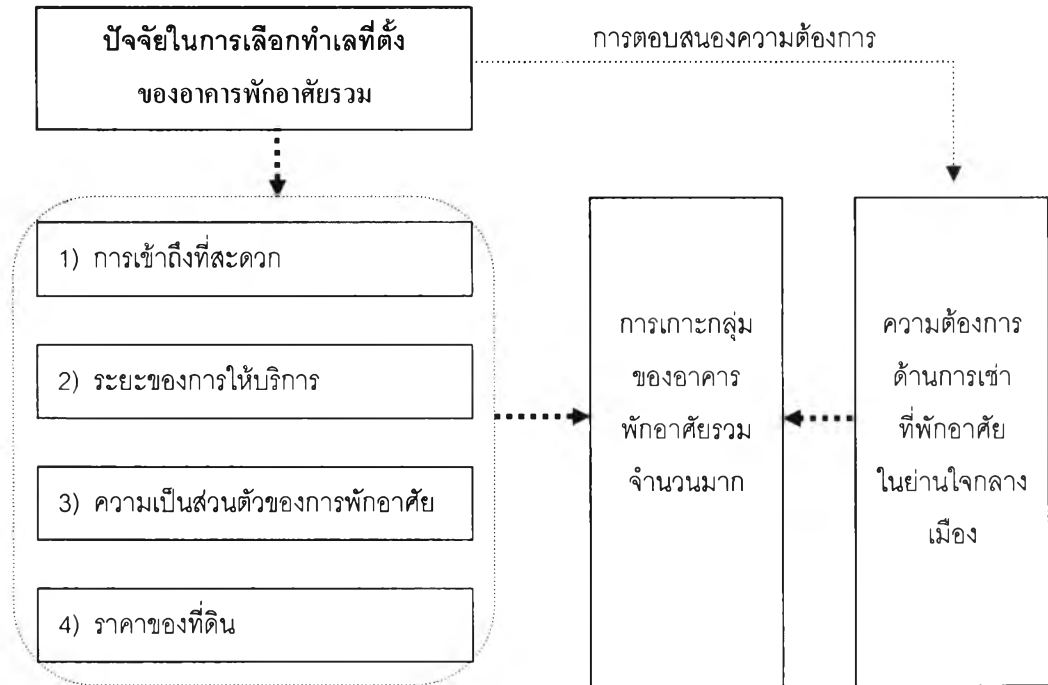 ปัจจัยในการเลือกทำเลที่ตั้ง
ของอาคารพักอาศัยรวม
การตอบสนองความต้องการ
1) การเข้าถึงที่สะดวก
2) ระยะของการให้บริการ
3) ความเป็นส่วนตัวของการพักอาศัย
4) ราคาของที่ดิน
การเกาะกลุ่ม
ของอาคาร
พักอาศัยรวม
จำนวนมาก
ความต้องการ
ด้านการเช่า
ที่พักอาศัย
ในย่านใจกลาง
เมือง